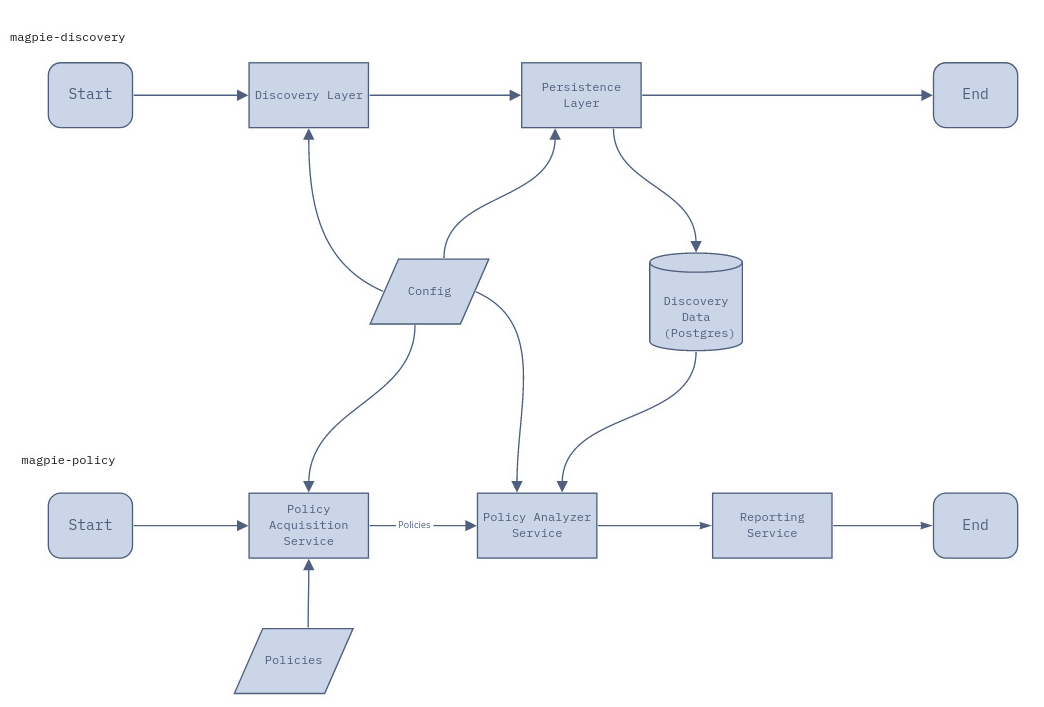 magpie-discovery
Start
Discovery Layer
Persistence
Layer
End
Config
Discovery
Data
(Postgres)
magpie-policy
Start
Policy
Acquisition
Service
Policies
Policy Analyzer
Service
Reporting
Service
End
Policies